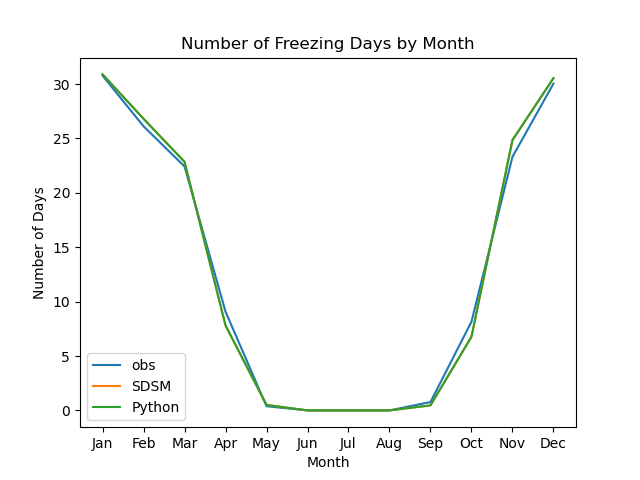 Number of Freezing Days by Month
Number of Days
30
25
20
15
10
5
0
obs
SDSM
Python
Jan Feb Mar Apr May Jun Jul Aug Sep Oct Nov Dec
Month